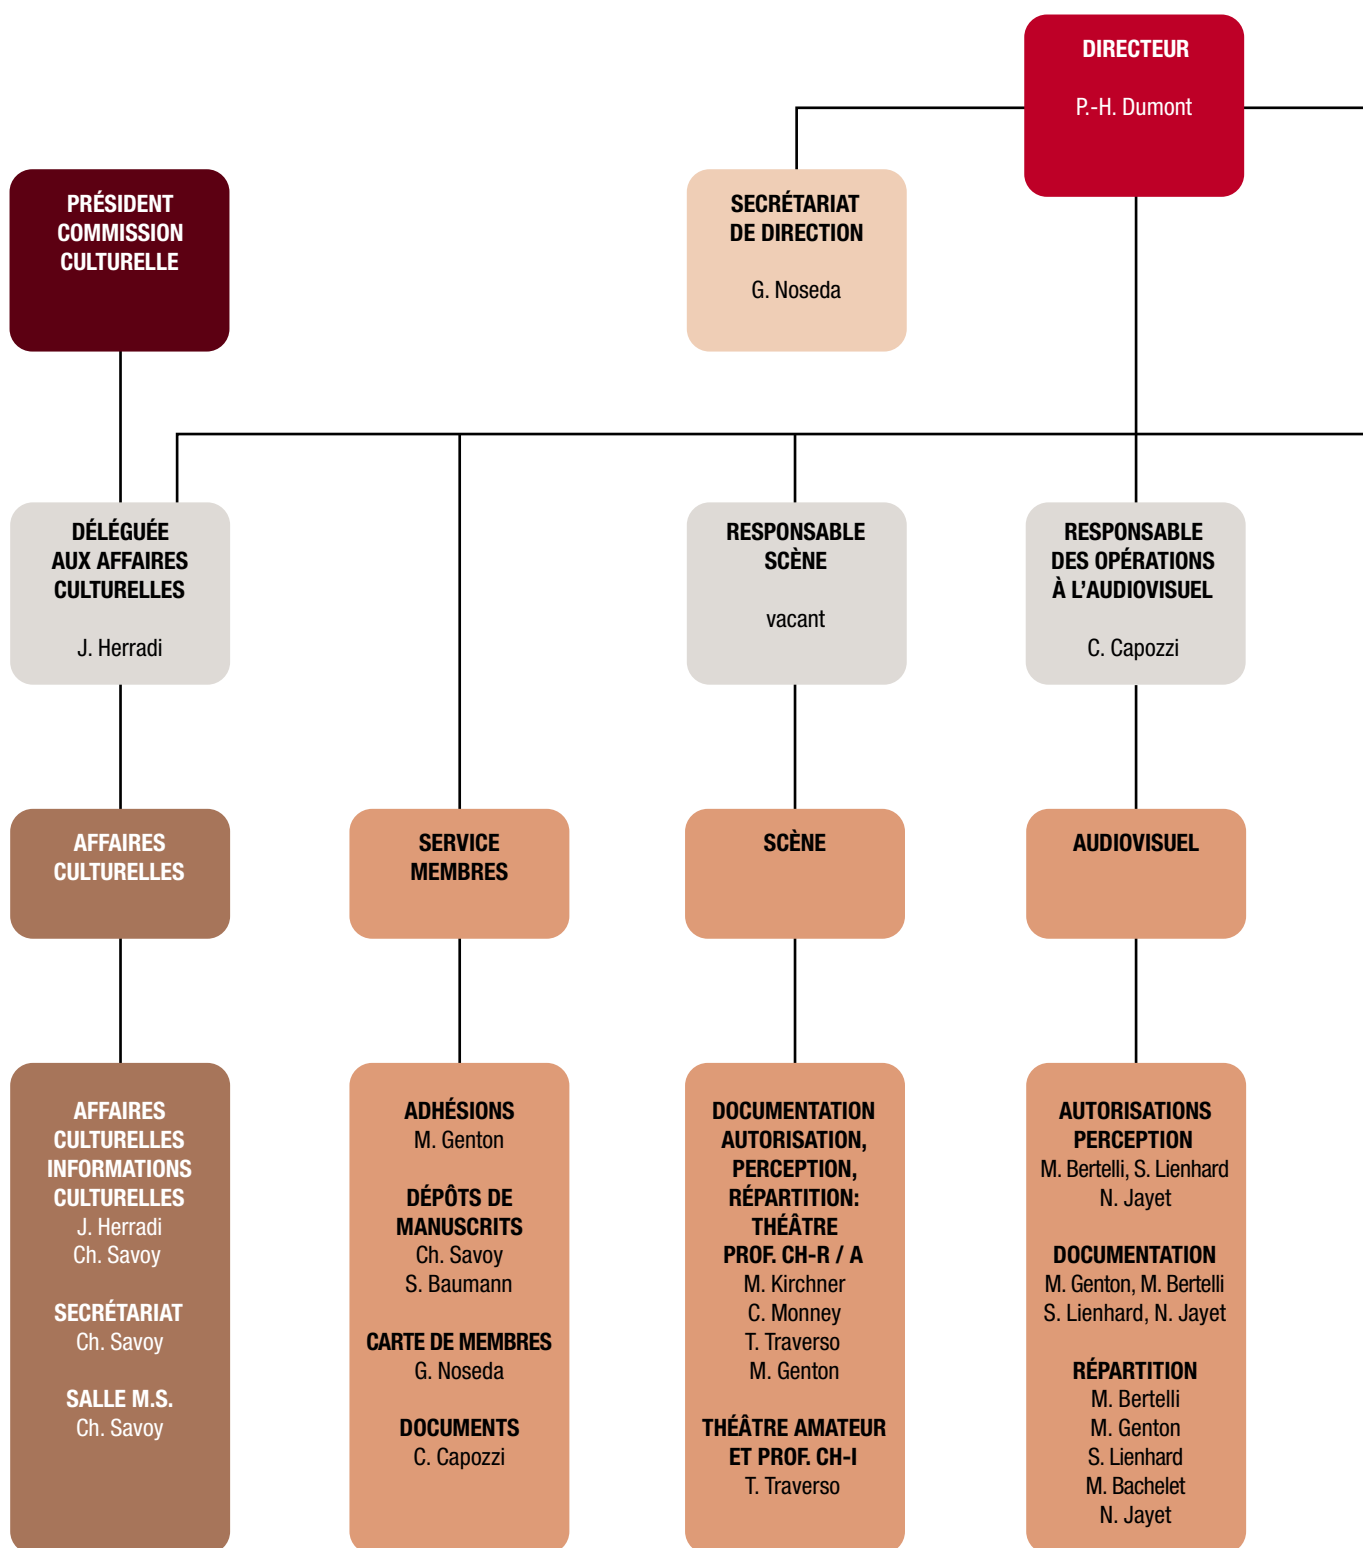 DIRECTEUR
P.-H. Dumont
PRÉSIDENT
COMMISSION
CULTURELLE
SECRÉTARIAT
DE DIRECTION
G. Noseda
DÉLÉGUÉE
AUX AFFAIRES
CULTURELLES
J. Herradi
RESPONSABLE
SCÈNE
vacant
RESPONSABLE
DES OPÉRATIONS
À L’AUDIOVISUEL
C. Capozzi
AFFAIRES
CULTURELLES
SERVICE
MEMBRES
SCÈNE
AUDIOVISUEL
AFFAIRES
CULTURELLES
INFORMATIONS
CULTURELLES
J. Herradi
Ch. Savoy
SECRÉTARIAT
Ch. Savoy
SALLE M.S.
Ch. Savoy
ADHÉSIONS
M. Genton
DÉPÔTS DE
MANUSCRITS
Ch. Savoy
S. Baumann
CARTE DE MEMBRES
G. Noseda
DOCUMENTS
C. Capozzi
DOCUMENTATION
AUTORISATION,
PERCEPTION,
RÉPARTITION:
THÉÂTRE
PROF. CH-R / A
M. Kirchner
C. Monney
T. Traverso
M. Genton
THÉÂTRE AMATEUR
ET PROF. CH-I
T. Traverso
AUTORISATIONS
PERCEPTION
M. Bertelli, S. Lienhard
N. Jayet
DOCUMENTATION
M. Genton, M. Bertelli
S. Lienhard, N. Jayet
RÉPARTITION
M. Bertelli
M. Genton
S. Lienhard
M. Bachelet
N. Jayet